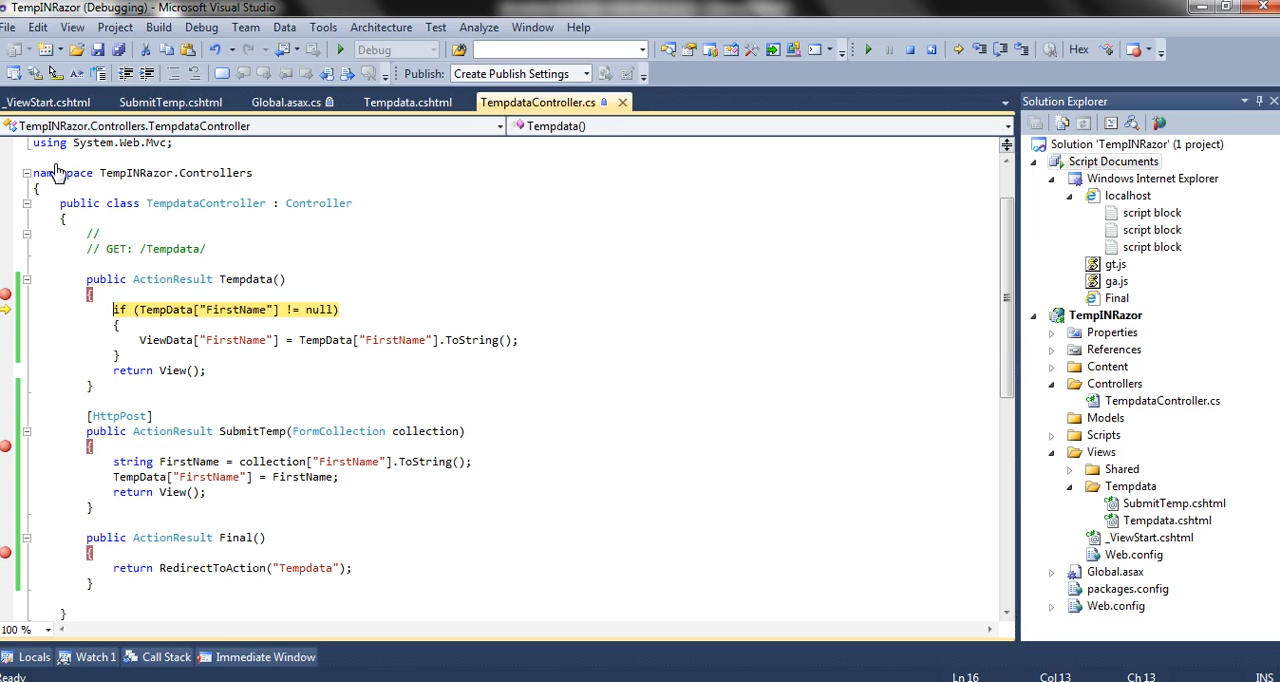 TempINRazor (Debugging) - Microsoft Visual Studio
File Edit View Project Build Debug Team Data Tools Architecture Test Analyze Window Help
Debug Hex
Publish: Create Publish Settings
_ViewStart.cshtml SubmitTemp.cshtml Global.asax.cs Tempdata.cshtml TempdataController.cs
TempINRazor.Controllers.TempdataController Tempdata()
using System.Web.Mvc;
namespace TempINRazor.Controllers
{
public class TempdataController : Controller
{
//
// GET: /Tempdata/
public ActionResult Tempdata()
{
if (TempData["FirstName"] != null)
{
ViewData["FirstName"] = TempData["FirstName"].ToString();
}
return View();
}
[HttpPost]
public ActionResult SubmitTemp(FormCollection collection)
{
string FirstName = collection["FirstName"].ToString();
TempData["FirstName"] = FirstName;
return View();
}
public ActionResult Final()
{
return RedirectToAction("Tempdata");
}
}
100 %
Solution Explorer
Solution 'TempINRazor' (1 project)
Script Documents
Windows Internet Explorer
localhost
script block
script block
script block
gt.js
ga.js
Final
TempINRazor
Properties
References
Content
Controllers
TempdataController.cs
Models
Scripts
Views
Shared
Tempdata
SubmitTemp.cshtml
Tempdata.cshtml
_ViewStart.cshtml
Web.config
Global.asax
packages.config
Web.config
Locals Watch 1 Call Stack Immediate Window
Ready Ln 16 Col 13 Ch 13 INS